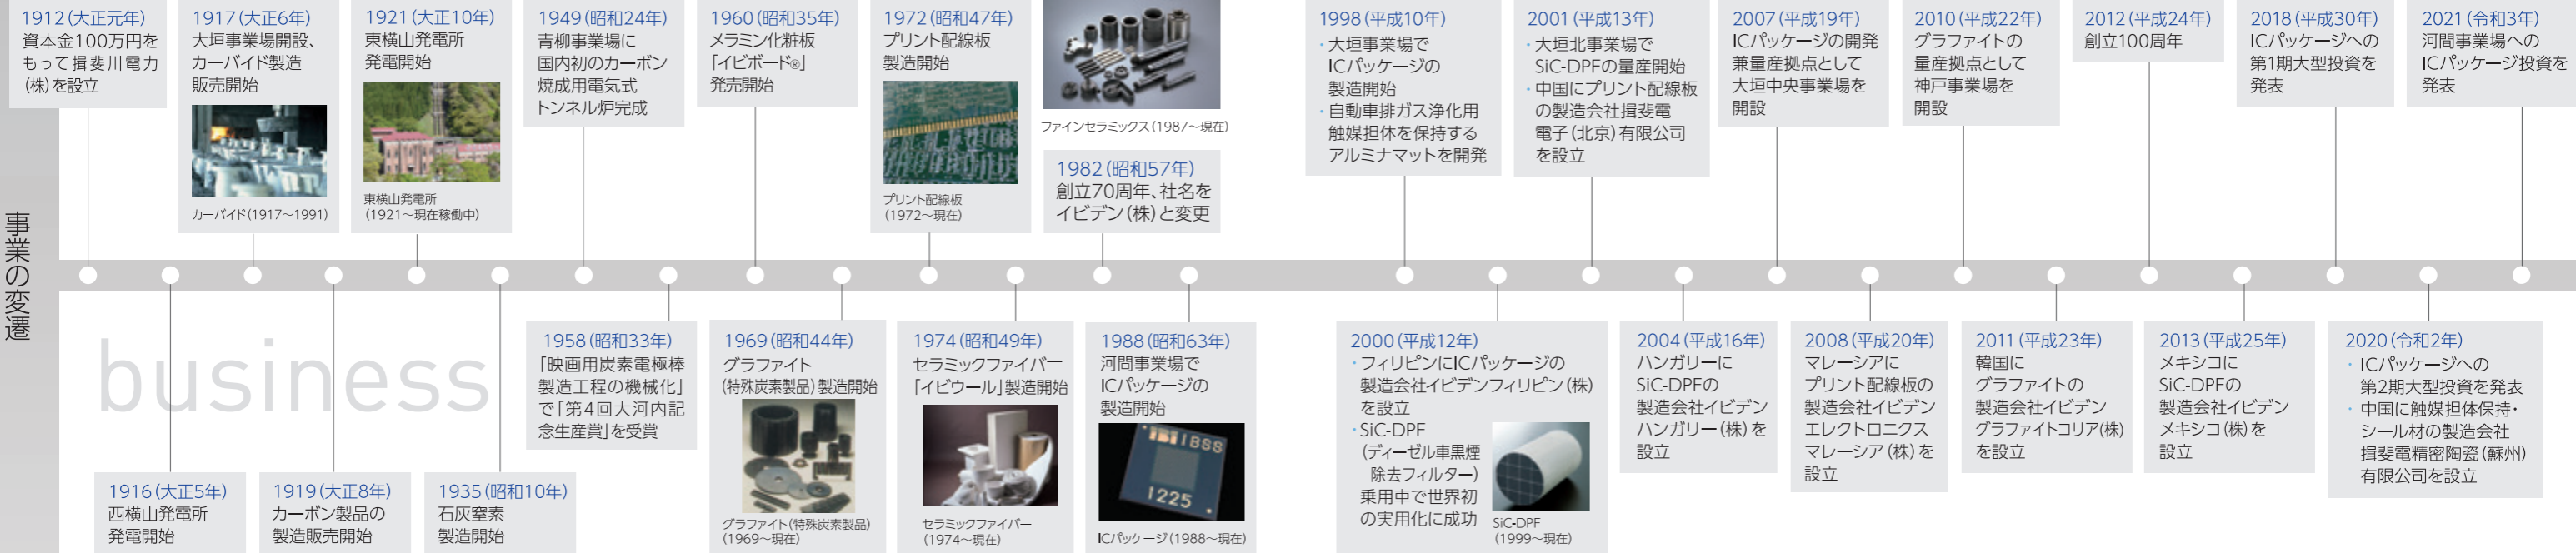 事業の変遷
business
1912（大正元年）
資本金100万円を
もって揖斐川電力
（株）を設立
1917（大正6年）
大垣事業場開設、
カーバイド製造
販売開始
カーバイド（1917〜1991）
1921（大正10年）
東横山発電所
発電開始
東横山発電所
（1921〜現在稼働中）
1949（昭和24年）
青柳事業場に
国内初のカーボン
焼成用電気式
トンネル炉完成
1960（昭和35年）
メラミン化粧板
「イビボード®」
発売開始
1972（昭和47年）
プリント配線板
製造開始
プリント配線板
（1972〜現在）
ファインセラミックス（1987〜現在）
1982（昭和57年）
創立70周年、社名を
イビデン（株）と変更
1998（平成10年）
・大垣事業場で
ICパッケージの
製造開始
・自動車排ガス浄化用
触媒担体を保持する
アルミナマットを開発
2001（平成13年）
・大垣北事業場で
SiC-DPFの量産開始
・中国にプリント配線板
の製造会社揖斐電
電子（北京）有限公司
を設立
2007（平成19年）
ICパッケージの開発
兼量産拠点として
大垣中央事業場を
開設
2010（平成22年）
グラファイトの
量産拠点として
神戸事業場を
開設
2012（平成24年）
創立100周年
2018（平成30年）
ICパッケージへの
第1期大型投資を
発表
2021（令和3年）
河間事業場への
ICパッケージ投資を
発表
1916（大正5年）
西横山発電所
発電開始
1919（大正8年）
カーボン製品の
製造販売開始
1935（昭和10年）
石灰窒素
製造開始
1958（昭和33年）
「映画用炭素電極棒
製造工程の機械化」
で「第4回大河内記
念生産賞」を受賞
1969（昭和44年）
グラファイト
（特殊炭素製品）製造開始
グラファイト（特殊炭素製品）
（1969〜現在）
1974（昭和49年）
セラミックファイバー
「イビウール」製造開始
セラミックファイバー
（1974〜現在）
1988（昭和63年）
河間事業場で
ICパッケージの
製造開始
IBSS
1225
ICパッケージ（1988〜現在）
2000（平成12年）
・フィリピンにICパッケージの
製造会社イビデンフィリピン（株）
を設立
・SiC-DPF
（ディーゼル車黒煙
除去フィルター）
乗用車で世界初
の実用化に成功
SiC-DPF
（1999〜現在）
2004（平成16年）
ハンガリーに
SiC-DPFの
製造会社イビデン
ハンガリー（株）を
設立
2008（平成20年）
マレーシアに
プリント配線板の
製造会社イビデン
エレクトロニクス
マレーシア（株）を
設立
2011（平成23年）
韓国に
グラファイトの
製造会社イビデン
グラファイトコリア（株）
を設立
2013（平成25年）
メキシコに
SiC-DPFの
製造会社イビデン
メキシコ（株）を
設立
2020（令和2年）
・ICパッケージへの
第2期大型投資を発表
・中国に触媒担体保持・
シール材の製造会社
揖斐電精密陶瓷（蘇州）
有限公司を設立